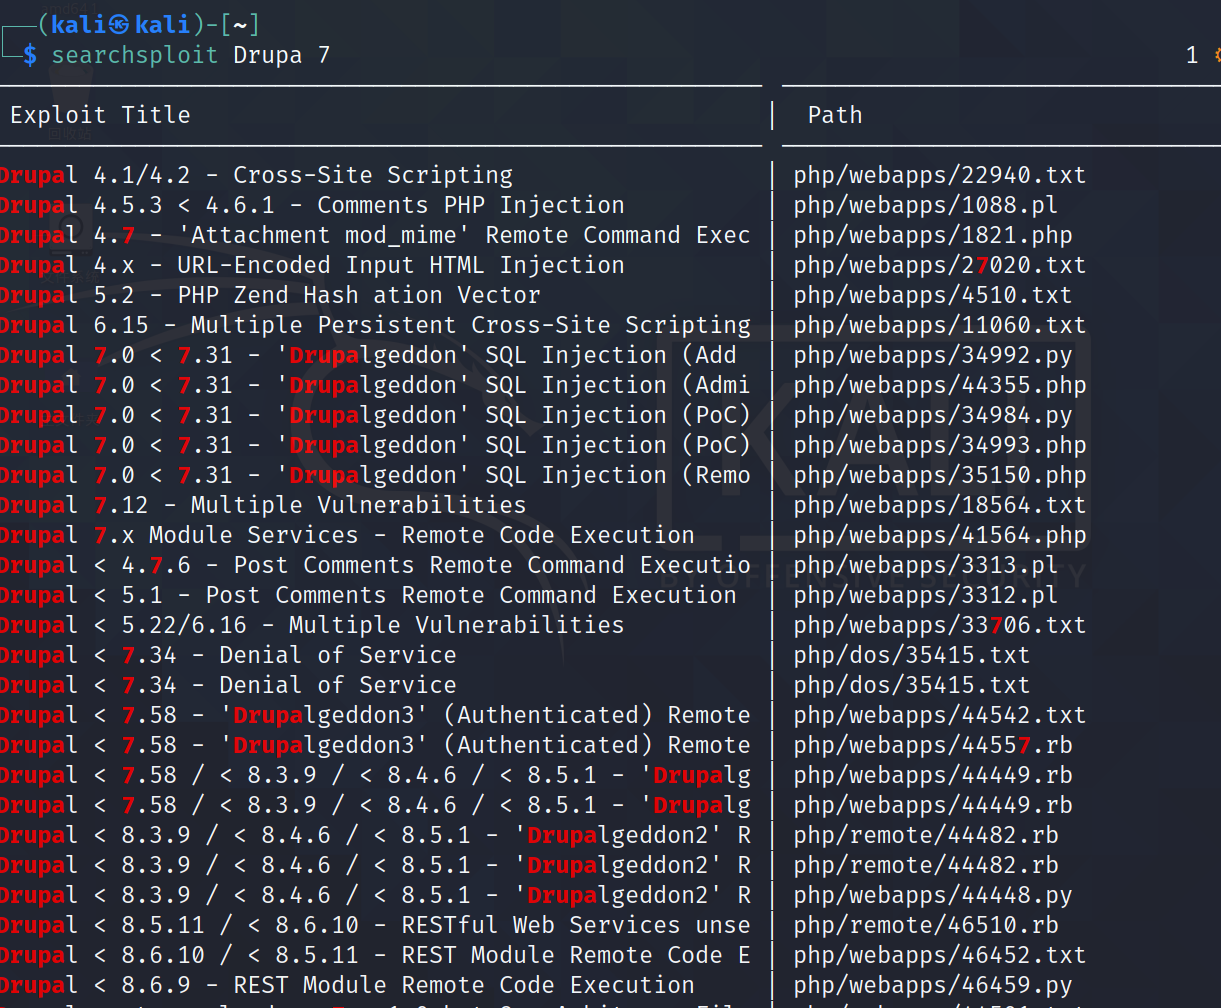 (kali㉿kali)-[~]
$ searchsploit Drupa 7 1
Exploit Title | Path
Drupal 4.1/4.2 - Cross-Site Scripting | php/webapps/22940.txt
Drupal 4.5.3 < 4.6.1 - Comments PHP Injection | php/webapps/1088.pl
Drupal 4.7 - 'Attachment mod_mime' Remote Command Exec | php/webapps/1821.php
Drupal 4.x - URL-Encoded Input HTML Injection | php/webapps/27020.txt
Drupal 5.2 - PHP Zend Hash ation Vector | php/webapps/4510.txt
Drupal 6.15 - Multiple Persistent Cross-Site Scripting | php/webapps/11060.txt
Drupal 7.0 < 7.31 - 'Drupalgeddon' SQL Injection (Add | php/webapps/34992.py
Drupal 7.0 < 7.31 - 'Drupalgeddon' SQL Injection (Admi | php/webapps/44355.php
Drupal 7.0 < 7.31 - 'Drupalgeddon' SQL Injection (PoC) | php/webapps/34984.py
Drupal 7.0 < 7.31 - 'Drupalgeddon' SQL Injection (PoC) | php/webapps/34993.php
Drupal 7.0 < 7.31 - 'Drupalgeddon' SQL Injection (Remo | php/webapps/35150.php
Drupal 7.12 - Multiple Vulnerabilities | php/webapps/18564.txt
Drupal 7.x Module Services - Remote Code Execution | php/webapps/41564.php
Drupal < 4.7.6 - Post Comments Remote Command Executio | php/webapps/3313.pl
Drupal < 5.1 - Post Comments Remote Command Execution | php/webapps/3312.pl
Drupal < 5.22/6.16 - Multiple Vulnerabilities | php/webapps/33706.txt
Drupal < 7.34 - Denial of Service | php/dos/35415.txt
Drupal < 7.34 - Denial of Service | php/dos/35415.txt
Drupal < 7.58 - 'Drupalgeddon3' (Authenticated) Remote | php/webapps/44542.txt
Drupal < 7.58 - 'Drupalgeddon3' (Authenticated) Remote | php/webapps/44557.rb
Drupal < 7.58 / < 8.3.9 / < 8.4.6 / < 8.5.1 - 'Drupalg | php/webapps/44449.rb
Drupal < 7.58 / < 8.3.9 / < 8.4.6 / < 8.5.1 - 'Drupalg | php/webapps/44449.rb
Drupal < 8.3.9 / < 8.4.6 / < 8.5.1 - 'Drupalgeddon2' R | php/remote/44482.rb
Drupal < 8.3.9 / < 8.4.6 / < 8.5.1 - 'Drupalgeddon2' R | php/remote/44482.rb
Drupal < 8.3.9 / < 8.4.6 / < 8.5.1 - 'Drupalgeddon2' R | php/webapps/44448.py
Drupal < 8.5.11 / < 8.6.10 - RESTful Web Services unse | php/remote/46510.rb
Drupal < 8.6.10 / < 8.5.11 - REST Module Remote Code E | php/webapps/46452.txt
Drupal < 8.6.9 - REST Module Remote Code Execution | php/webapps/46459.py
KALI
BY OFFENSIVE SECURITY